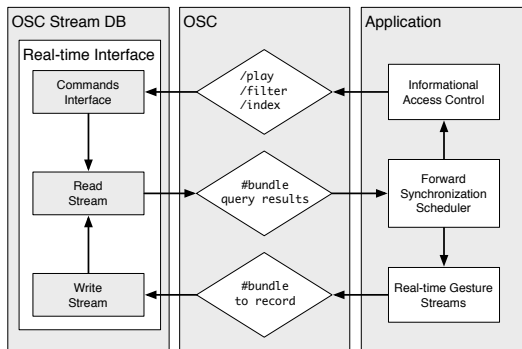 OSC Stream DB
Real-time Interface
Commands
Interface
Read
Stream
Write
Stream
OSC
/play
/filter
/index
#bundle
query results
#bundle
to record
Application
Informational
Access Control
Forward
Synchronization
Scheduler
Real-time Gesture
Streams